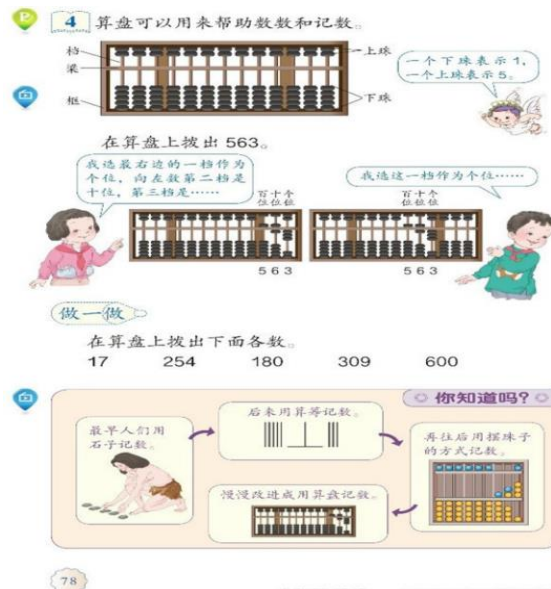 4 算盘可以用来帮助数数和记数。
档
梁
框
上珠
下珠
一个下珠表示1,
一个上珠表示5。
在算盘上拨出563。
我选最右边的一档作为
个位,向左数第二档是
十位,第三档是……
百十个
位位位
5 6 3
我选这一档作为个位……
百十个
位位位
5 6 3
做一做
在算盘上拨出下面各数。
17 254 180 309 600
你知道吗?
最早人们用
石子记数。
后来用算筹记数。
再往后用摆珠子
的方式记数。
慢慢改进成用算盘记数。
78